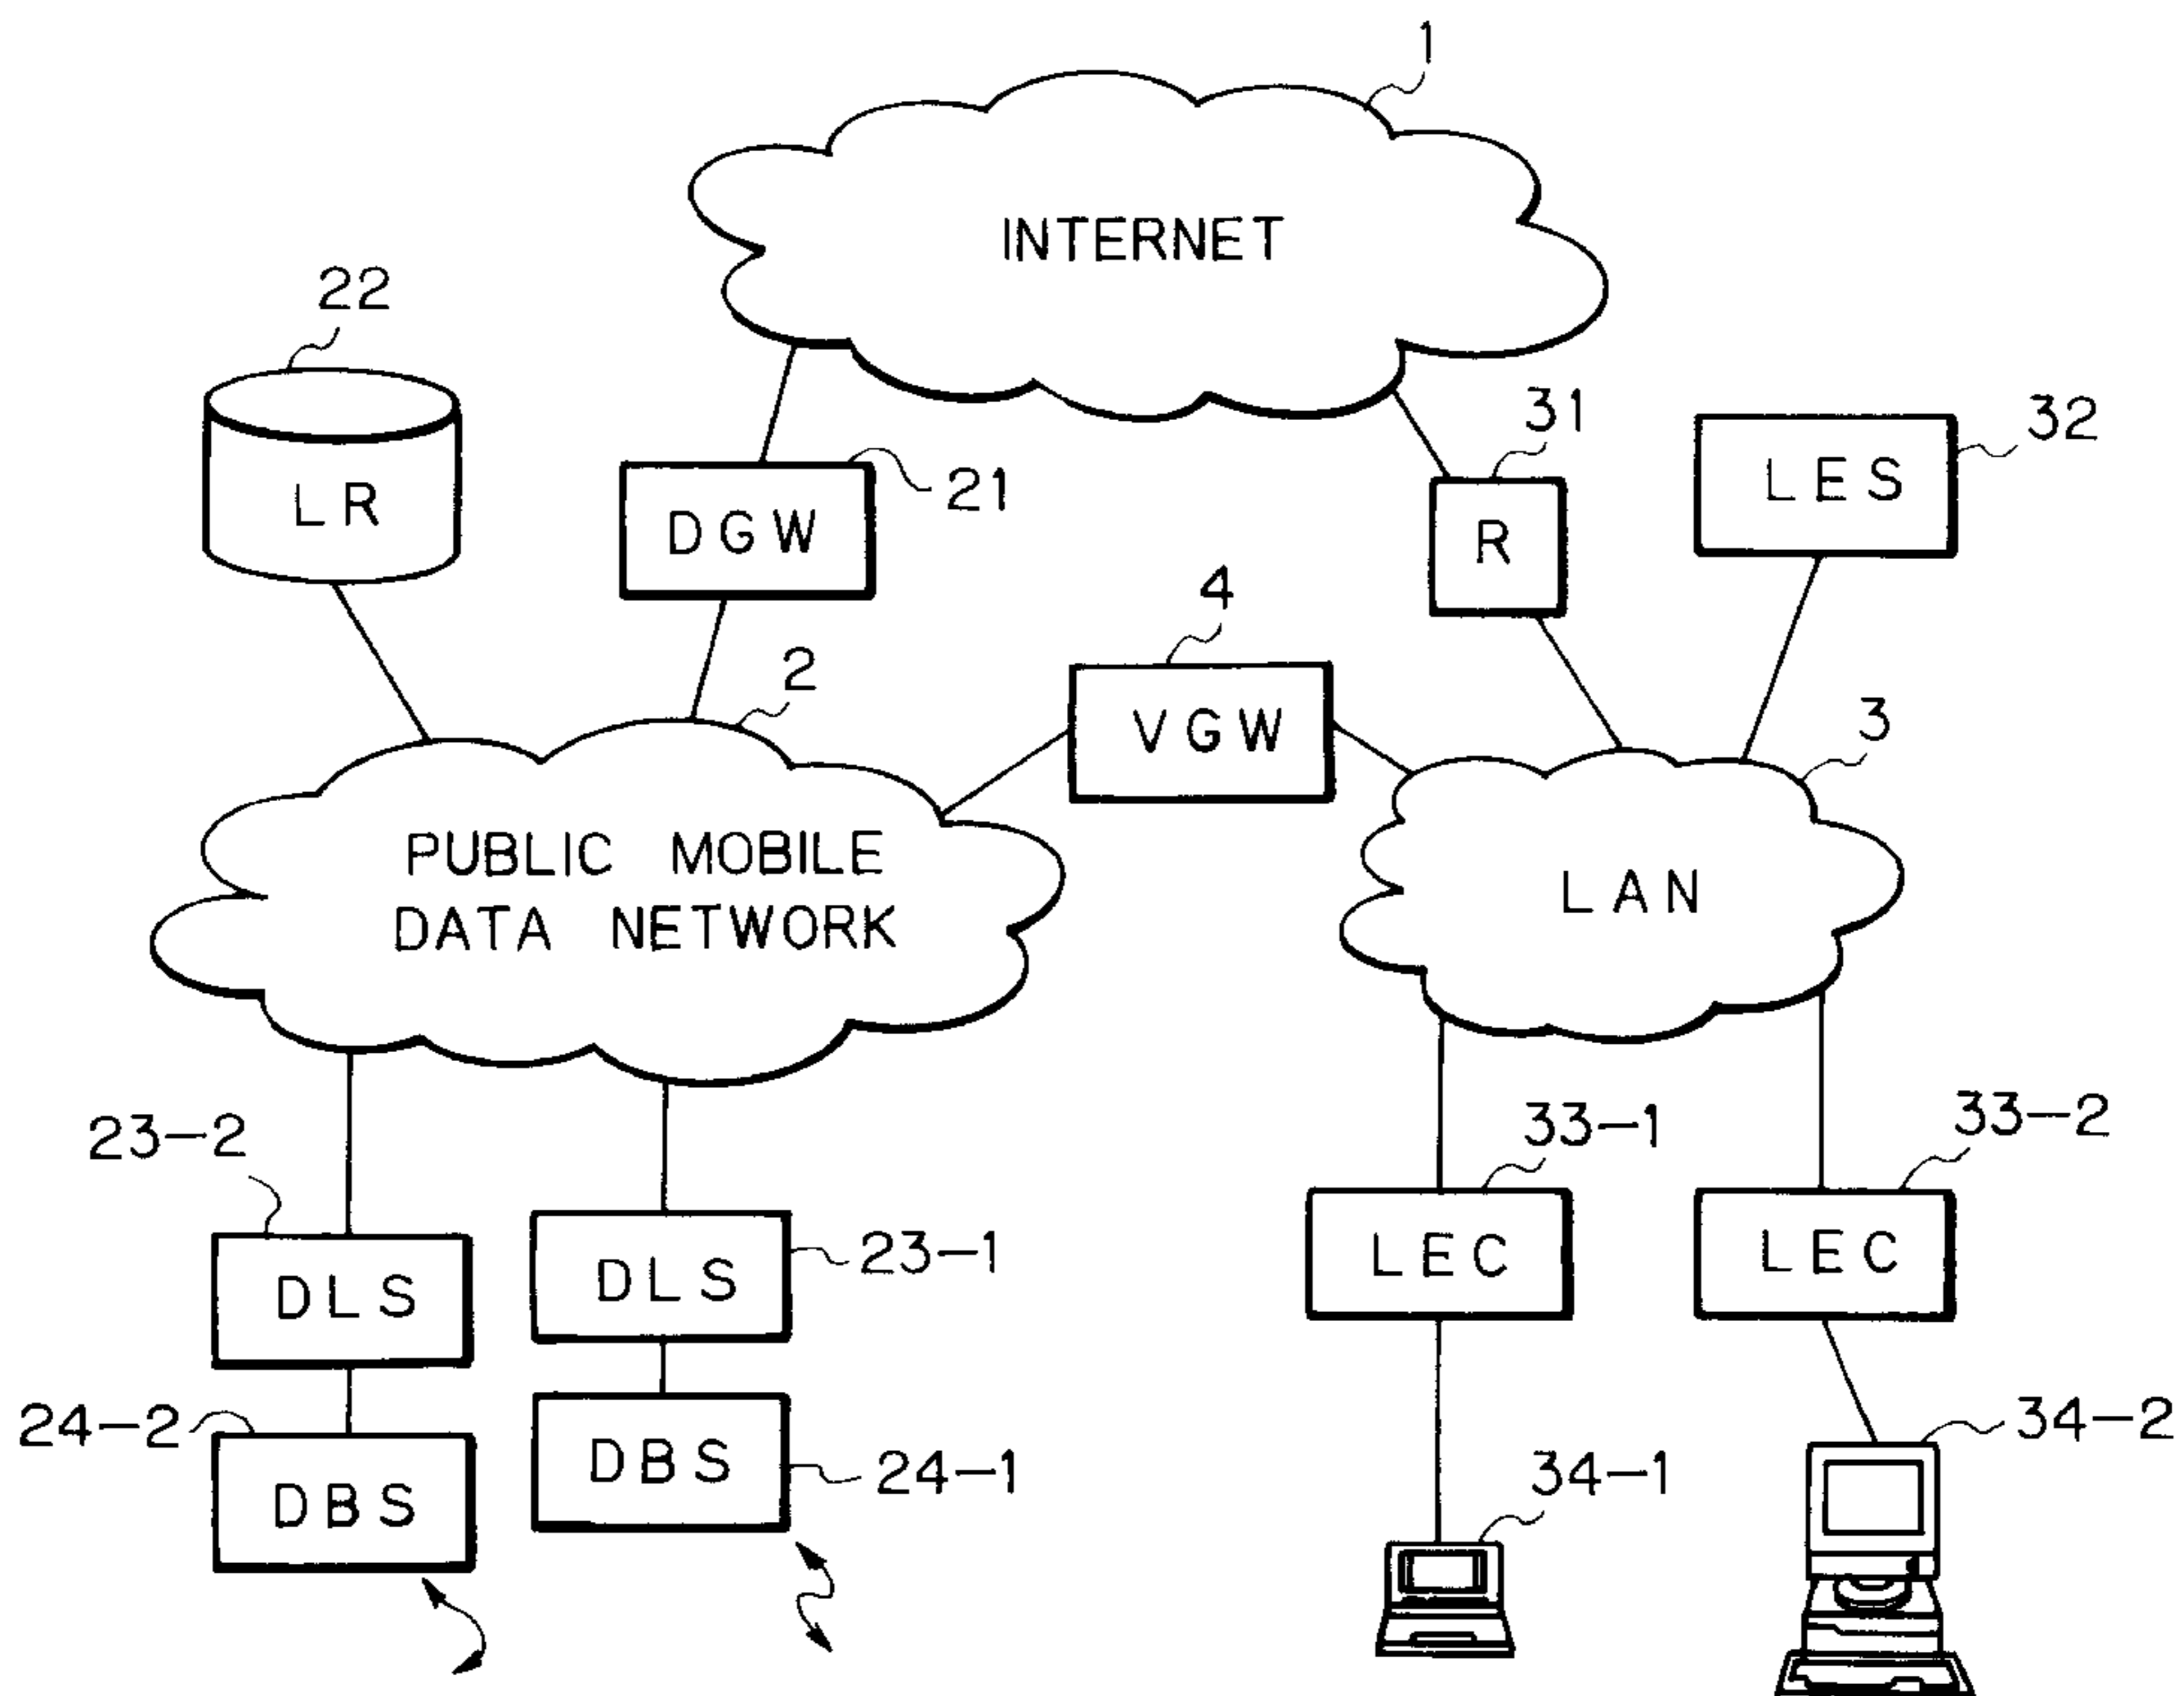 1
INTERNET
22
LR
DGW
21
31
R
LES
32
4
VGW
2
3
PUBLIC MOBILE
DATA NETWORK
LAN
23-2
DLS
23-1
DLS
33-1
LEC
33-2
LEC
24-2
DBS
DBS
24-1
34-1
34-2